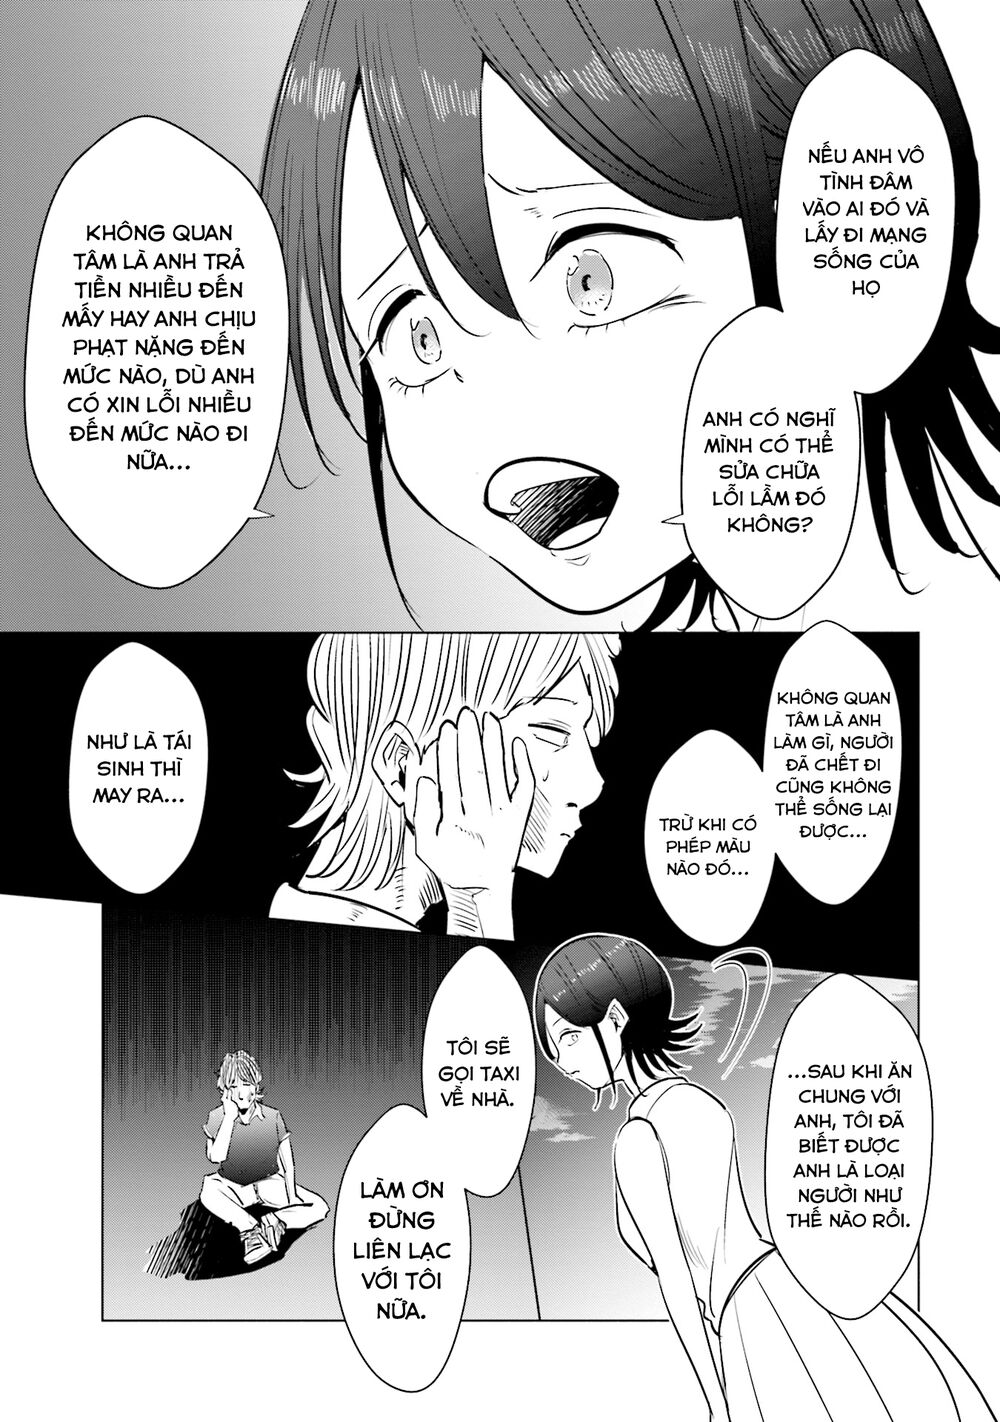 NẾU ANH VÔ
TÌNH ĐÂM
VÀO AI ĐÓ VÀ
LẤY ĐI MẠNG
SỐNG CỦA
HỌ
ANH CÓ NGHĨ
MÌNH CÓ THỂ
SỬA CHỮA
LỖI LẦM ĐÓ
KHÔNG?
KHÔNG QUAN
TÂM LÀ ANH TRẢ
TIỀN NHIỀU ĐẾN
MẤY HAY ANH CHỊU
PHẠT NẶNG ĐẾN
MỨC NÀO, DÙ ANH
CÓ XIN LỖI NHIỀU
ĐẾN MỨC NÀO ĐI
NỮA...
KHÔNG QUAN
TÂM LÀ ANH
LÀM GÌ, NGƯỜI
ĐÃ CHẾT ĐI
CŨNG KHÔNG
THỂ SỐNG LẠI
ĐƯỢC...
TRỪ KHI CÓ
PHÉP MÀU
NÀO ĐÓ...
NHƯ LÀ TÁI
SINH THÌ
MAY RA...
...SAU KHI ĂN
CHUNG VỚI
ANH, TÔI ĐÃ
BIẾT ĐƯỢC
ANH LÀ LOẠI
NGƯỜI NHƯ
THẾ NÀO RỒI.
TÔI SẼ
GỌI TAXI
VỀ NHÀ.
LÀM ƠN
ĐỪNG
LIÊN LẠC
VỚI TÔI
NỮA.